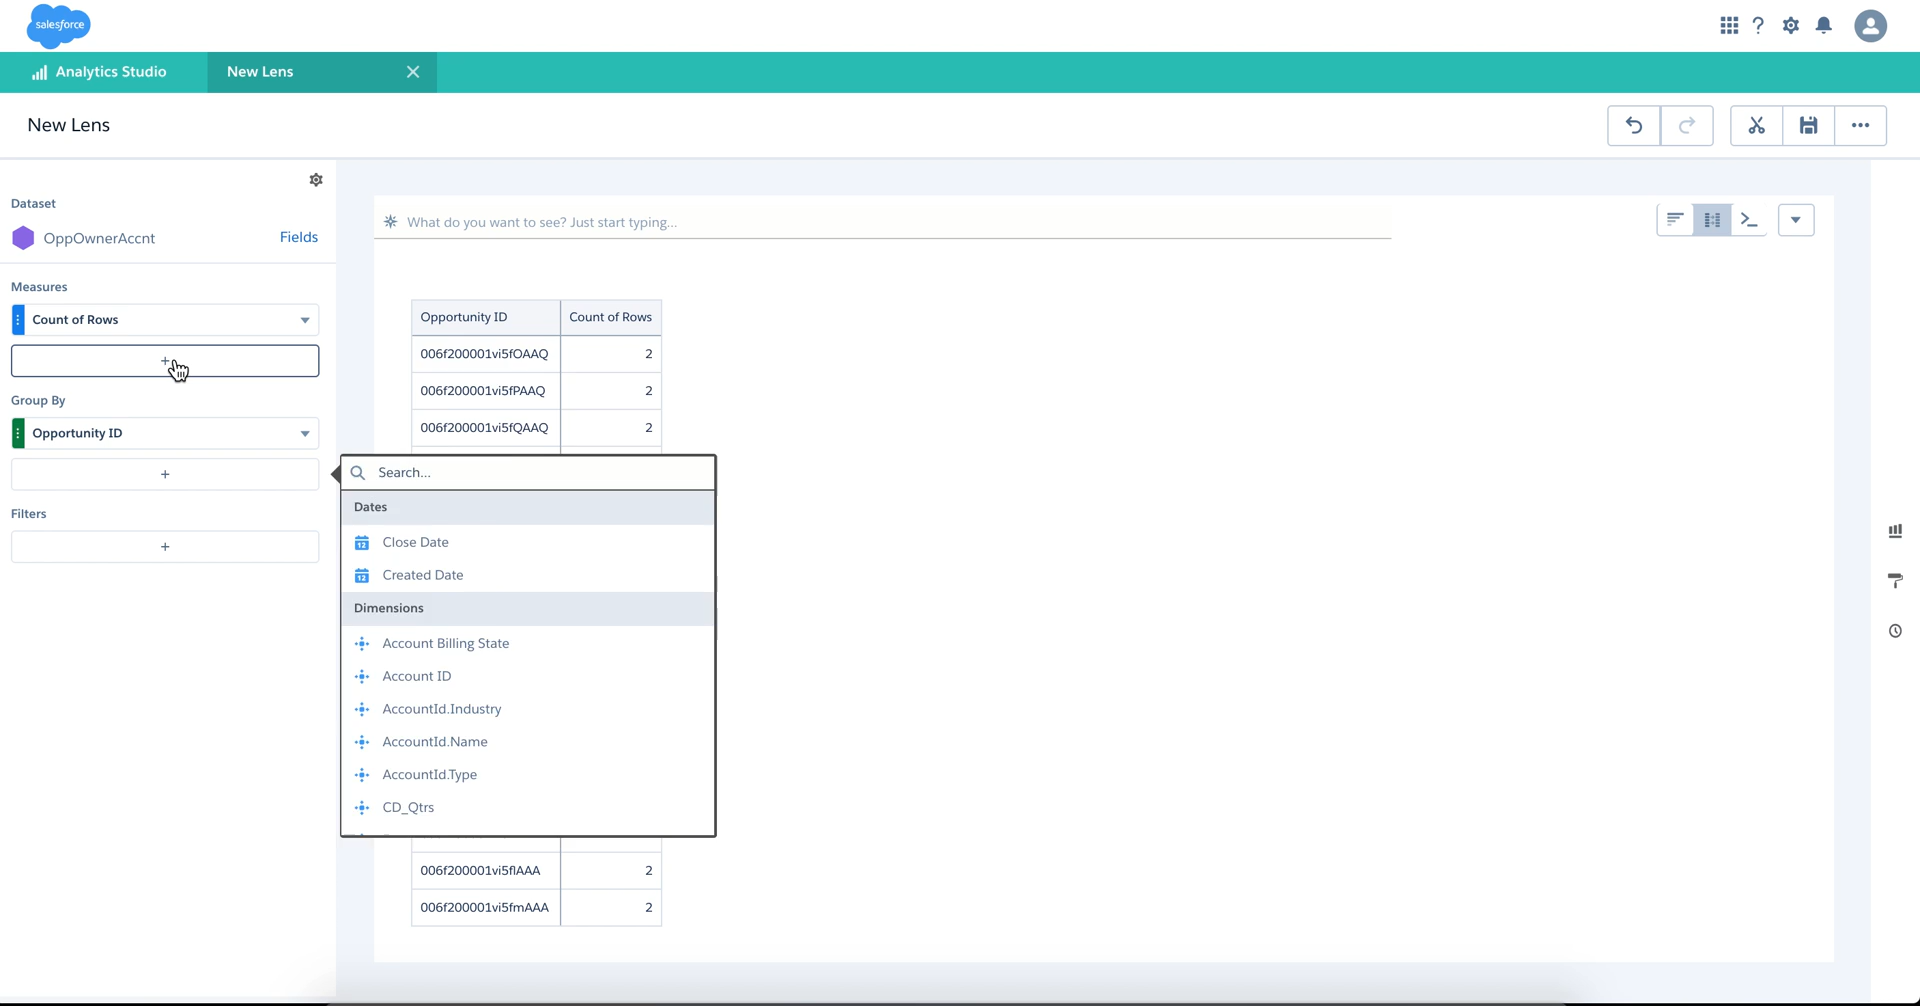 salesforce
?
Analytics Studio
New Lens
New Lens
Dataset
OppOwnerAccnt
Fields
Measures
Count of Rows
+
Group By
Opportunity ID
+
Filters
+
What do you want to see? Just start typing...
Opportunity ID Count of Rows
006f200001vi5fOAAQ 2
006f200001vi5fPAAQ 2
006f200001vi5fQAAQ 2
Search...
Dates
12 Close Date
12 Created Date
Dimensions
Account Billing State
Account ID
AccountId.Industry
AccountId.Name
AccountId.Type
CD_Qtrs
006f200001vi5flAAA 2
006f200001vi5fmAAA 2